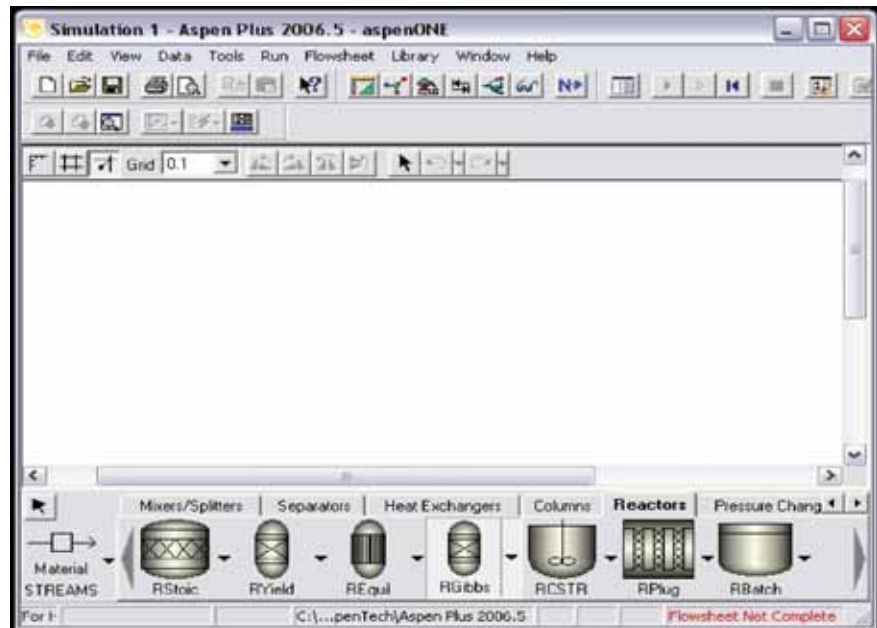 Simulation 1 - Aspen Plus 2006.5 - aspenONE
File Edit View Data Tools Run Flowsheet Library Window Help
N>
Grid 0.1
Mixers/Splitters Separators Heat Exchangers Columns Reactors Pressure Chang
Material
STREAMS RStoic RYield REquil RGibbs RCSTR RPlug RBatch
For H C:\...penTech\Aspen Plus 2006.5 Flowsheet Not Complete